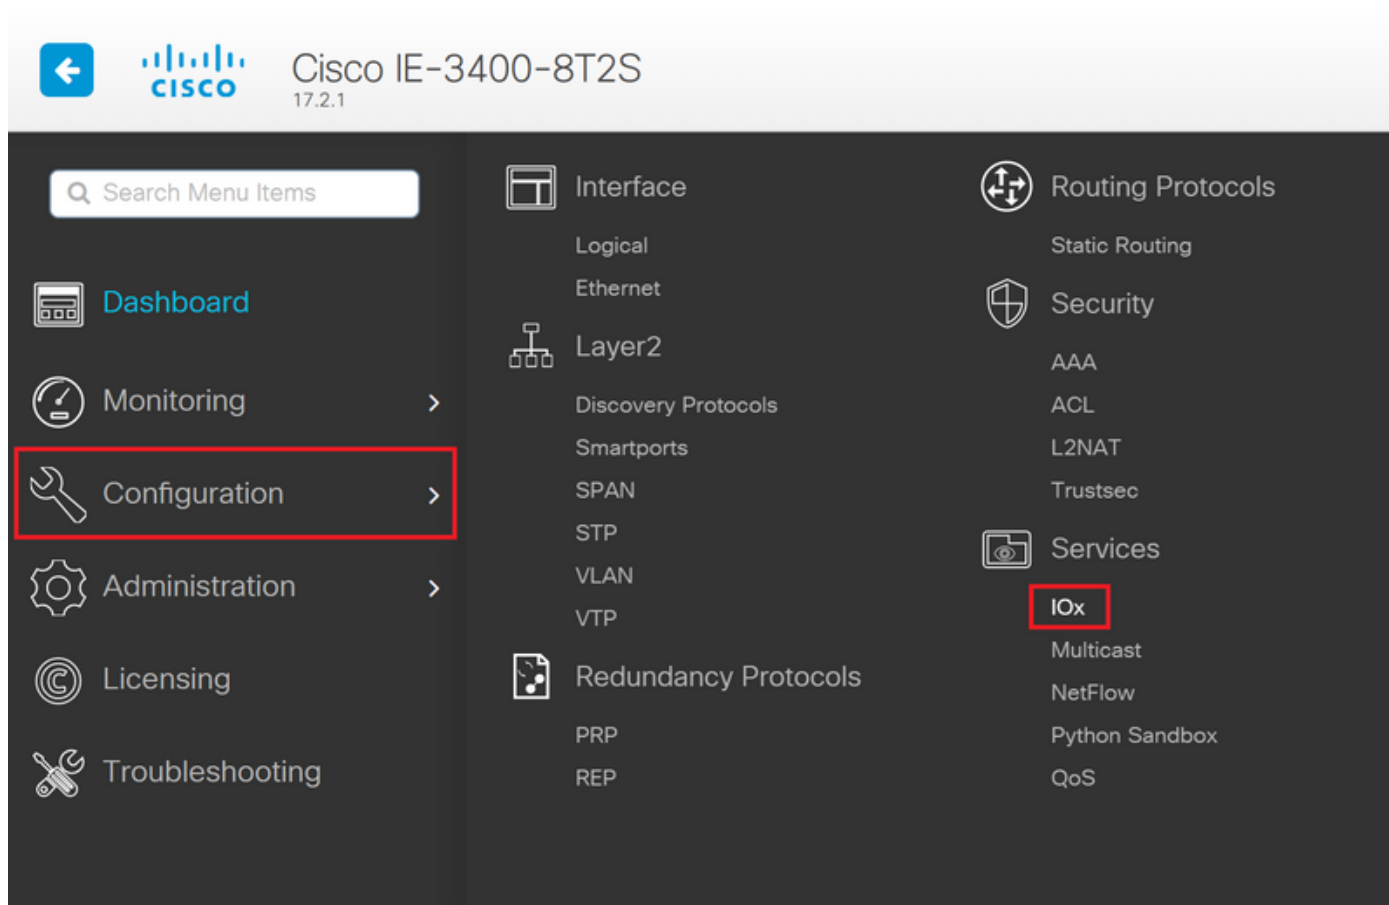 CISCO
Cisco IE-3400-8T2S
17.2.1
Search Menu Items
Dashboard
Monitoring
Configuration
Administration
Licensing
Troubleshooting
Interface
Logical
Ethernet
Layer2
Discovery Protocols
Smartports
SPAN
STP
VLAN
VTP
Redundancy Protocols
PRP
REP
Routing Protocols
Static Routing
Security
AAA
ACL
L2NAT
Trustsec
Services
IOx
Multicast
NetFlow
Python Sandbox
QoS